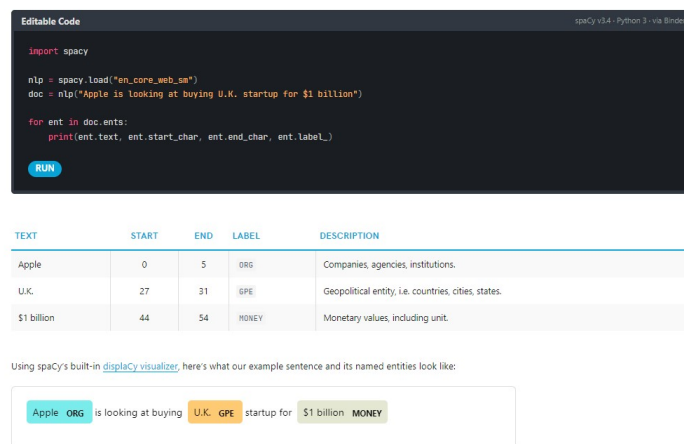 Editable Code spaCy v3.4 · Python 3 · via Binder
import spacy
nlp = spacy.load("en_core_web_sm")
doc = nlp("Apple is looking at buying U.K. startup for $1 billion")
for ent in doc.ents:
    print(ent.text, ent.start_char, ent.end_char, ent.label_)
RUN
TEXT START END LABEL DESCRIPTION
Apple 0 5 ORG Companies, agencies, institutions.
U.K. 27 31 GPE Geopolitical entity, i.e. countries, cities, states.
$1 billion 44 54 MONEY Monetary values, including unit.
Using spaCy's built-in displaCy visualizer, here's what our example sentence and its named entities look like:
Apple ORG is looking at buying U.K. GPE startup for $1 billion MONEY